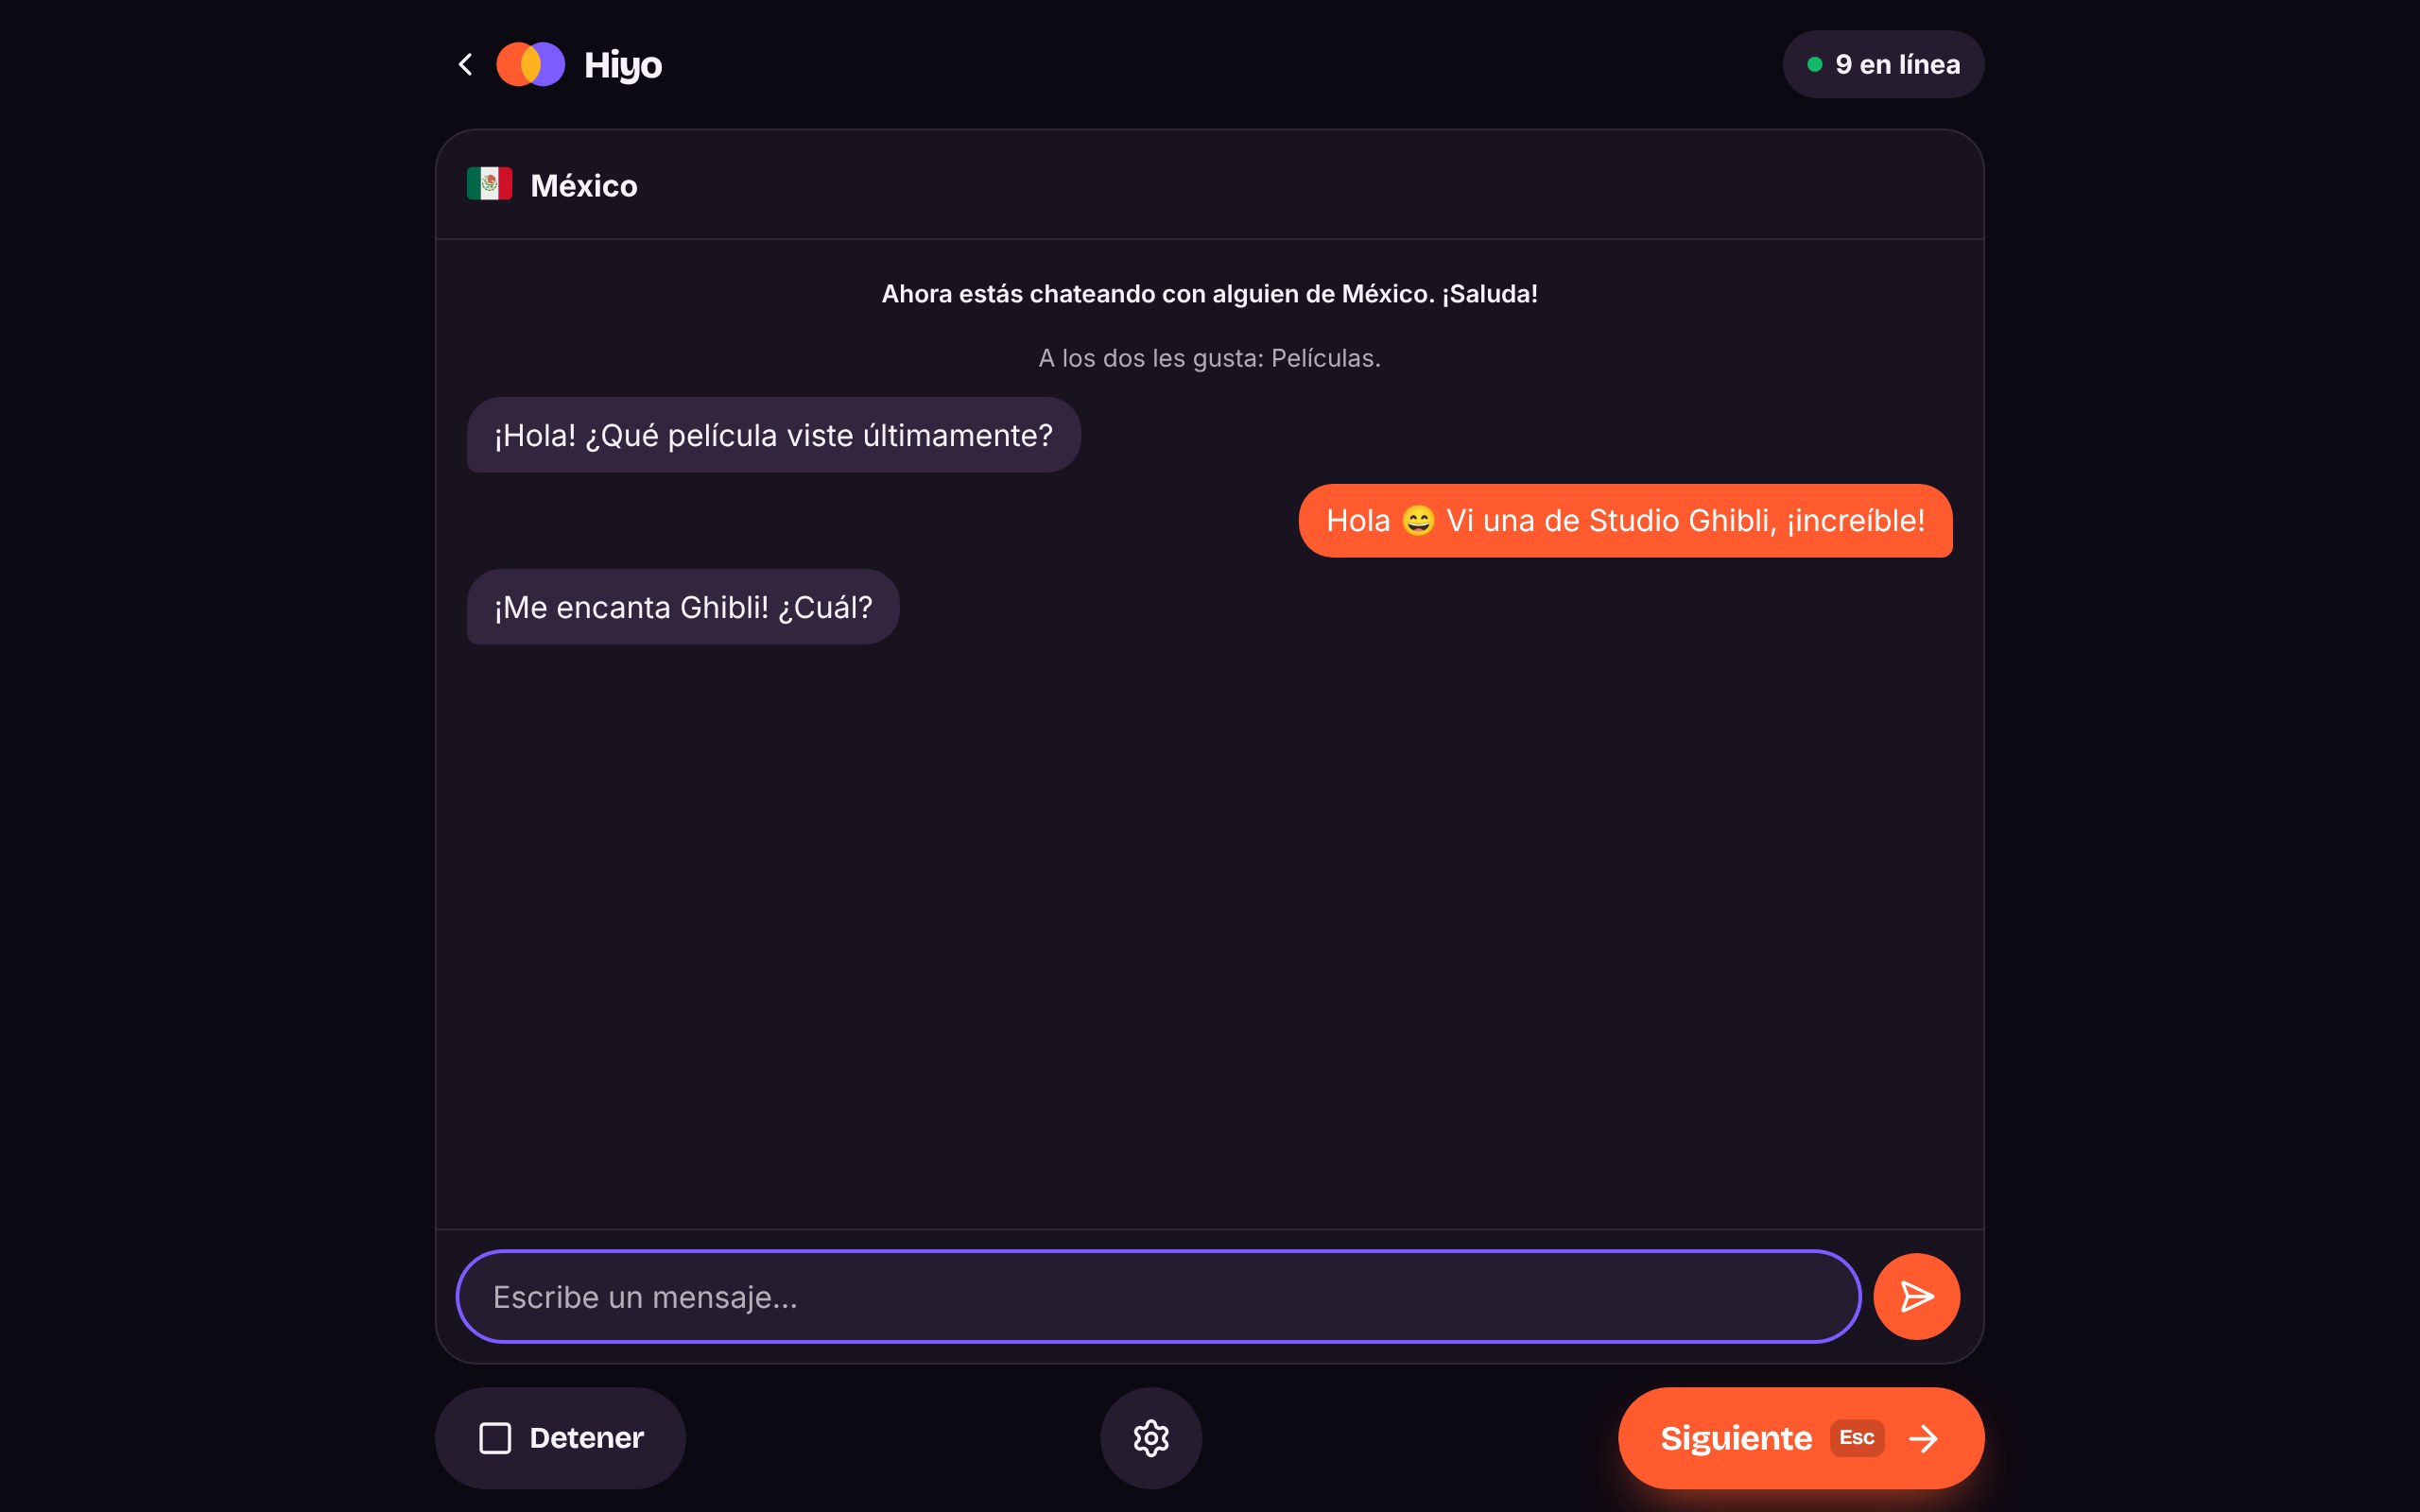 Hiyo
9 en línea
México
Ahora estás chateando con alguien de México. ¡Saluda!
A los dos les gusta: Películas.
¡Hola! ¿Qué película viste últimamente?
Hola 😄 Vi una de Studio Ghibli, ¡increíble!
¡Me encanta Ghibli! ¿Cuál?
Escribe un mensaje...
Detener
Siguiente Esc